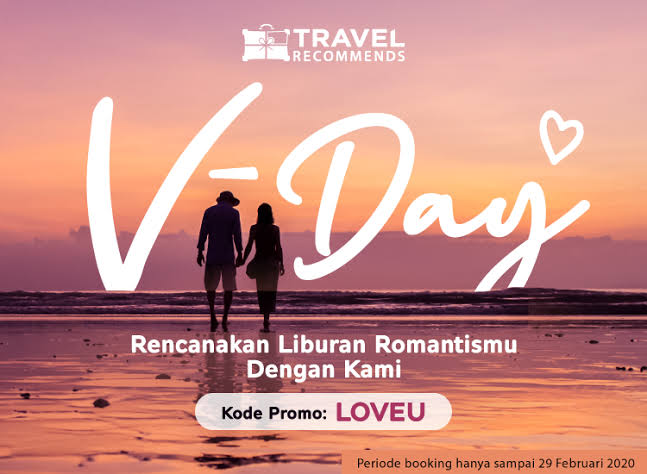 TRAVEL
RECOMMENDS
V-Day
Rencanakan Liburan Romantismu
Dengan Kami
Kode Promo: LOVEU
Periode booking hanya sampai 29 Februari 2020